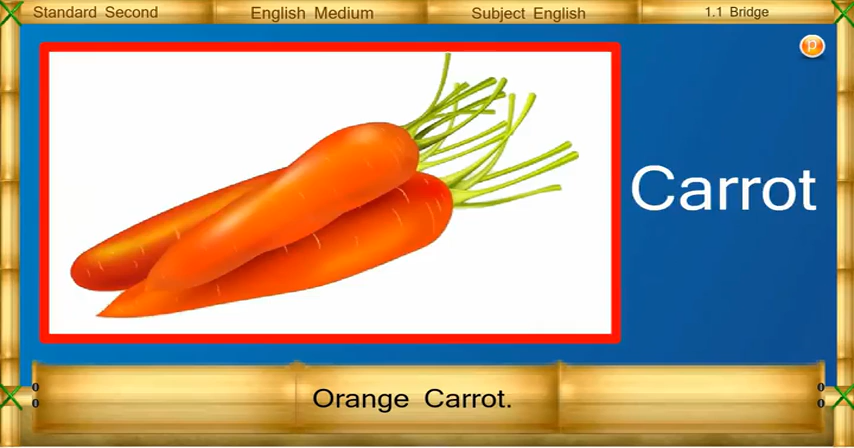 Standard Second
English Medium
Subject English
1.1 Bridge
p
Carrot
Orange Carrot.